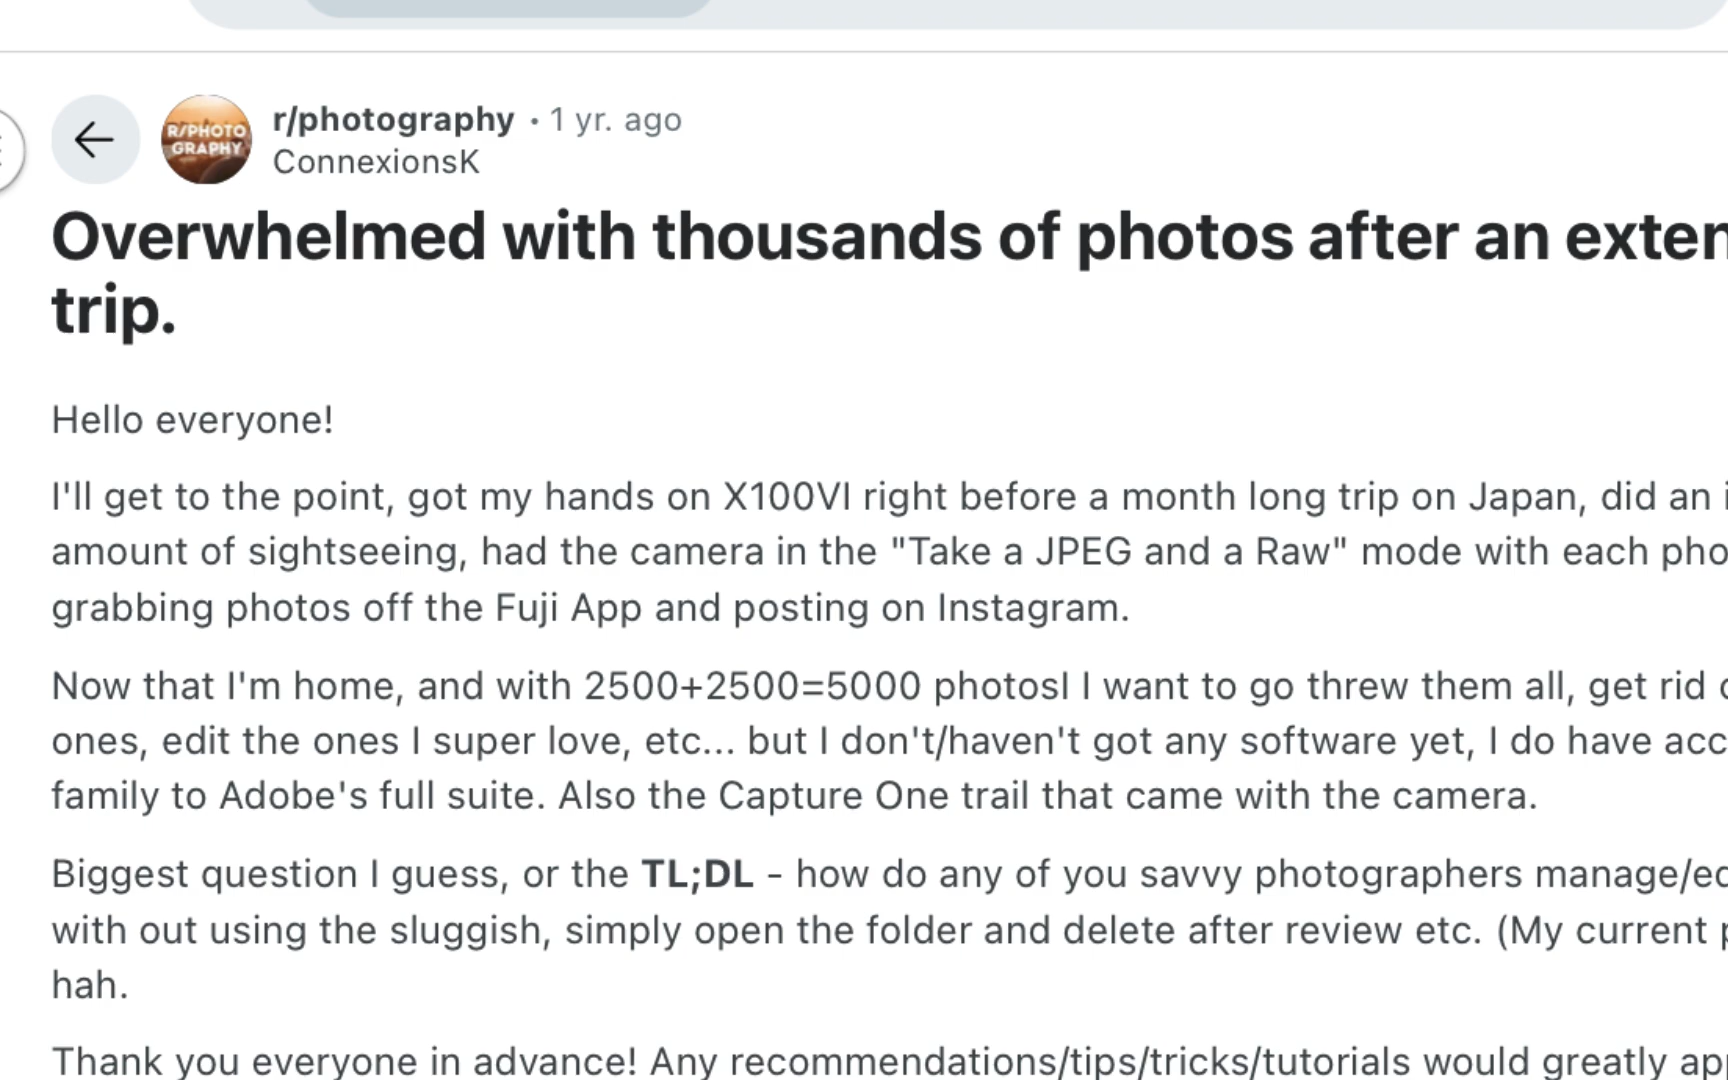 R/PHOTO
GRAPHY
r/photography • 1 yr. ago
ConnexionsK
Overwhelmed with thousands of photos after an
trip.
Hello everyone!
I'll get to the point, got my hands on X100VI right before a month long trip on Japan, did an
amount of sightseeing, had the camera in the "Take a JPEG and a Raw" mode with each
grabbing photos off the Fuji App and posting on Instagram.
Now that I'm home, and with 2500+2500=5000 photosI I want to go threw them all, get rid
ones, edit the ones I super love, etc... but I don't/haven't got any software yet, I do have
family to Adobe's full suite. Also the Capture One trail that came with the camera.
Biggest question I guess, or the TL;DL - how do any of you savvy photographers
with out using the sluggish, simply open the folder and delete after review etc. (My current
hah.
Thank you everyone in advance! Any recommendations/tips/tricks/tutorials would greatly